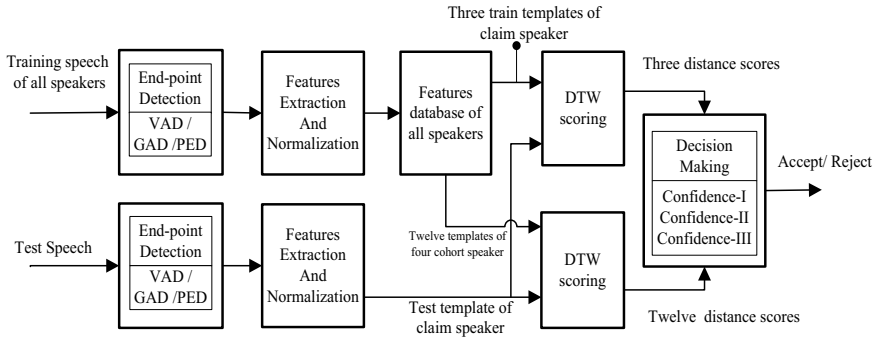 Three train templates of
claim speaker
Training speech
of all speakers
End-point
Detection
VAD /
GAD /PED
Features
Extraction
And
Normalization
Features
database of
all speakers
DTW
scoring
Three distance scores
Decision
Making
Confidence-I
Confidence-II
Confidence-III
Accept/ Reject
Test Speech
End-point
Detection
VAD /
GAD /PED
Features
Extraction
And
Normalization
Twelve templates of
four cohort speaker
DTW
scoring
Test template of
claim speaker
Twelve distance scores